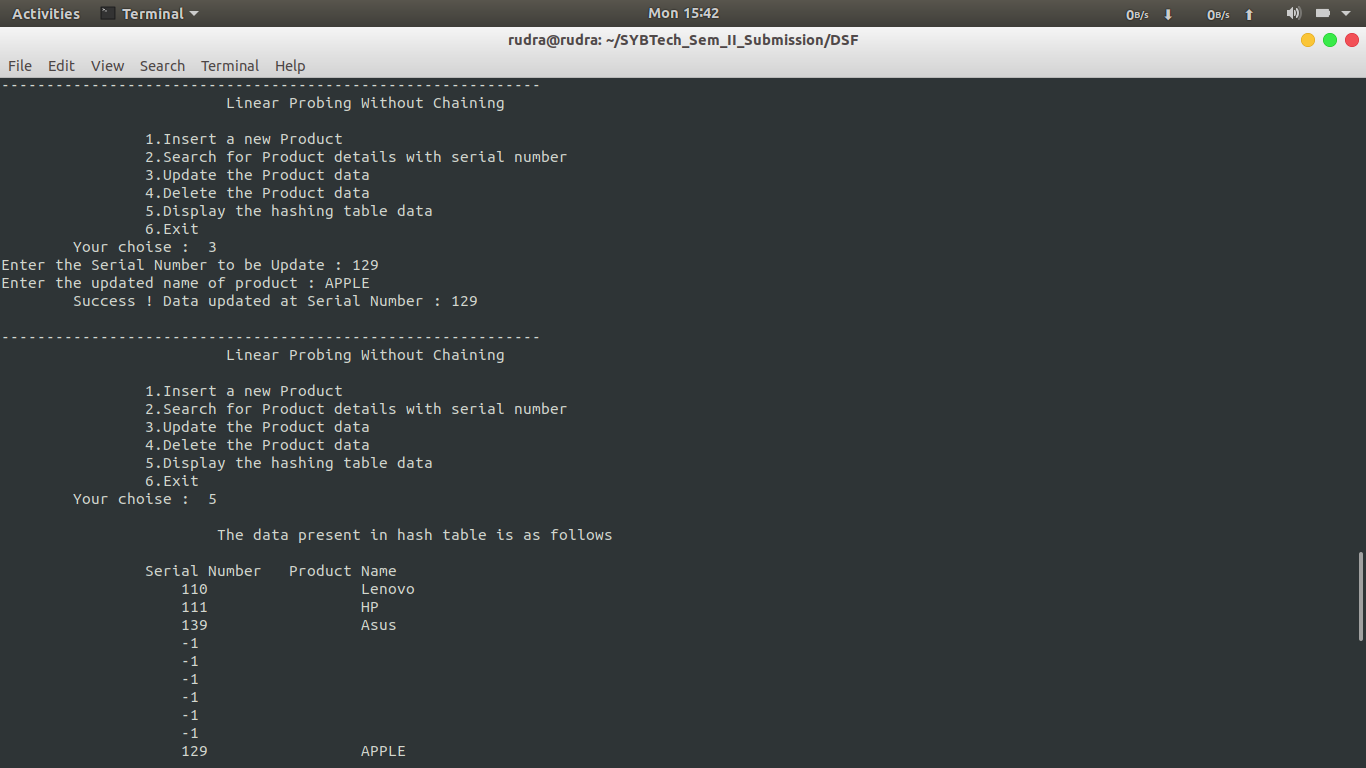 Activities Terminal Mon 15:42 0B/s 0B/s
rudra@rudra: ~/SYBTech_Sem_II_Submission/DSF
File Edit View Search Terminal Help
------------------------------------------------------------
Linear Probing Without Chaining
1.Insert a new Product
2.Search for Product details with serial number
3.Update the Product data
4.Delete the Product data
5.Display the hashing table data
6.Exit
Your choise : 3
Enter the Serial Number to be Update : 129
Enter the updated name of product : APPLE
Success ! Data updated at Serial Number : 129
------------------------------------------------------------
Linear Probing Without Chaining
1.Insert a new Product
2.Search for Product details with serial number
3.Update the Product data
4.Delete the Product data
5.Display the hashing table data
6.Exit
Your choise : 5
The data present in hash table is as follows
Serial Number Product Name
110 Lenovo
111 HP
139 Asus
-1
-1
-1
-1
-1
-1
129 APPLE